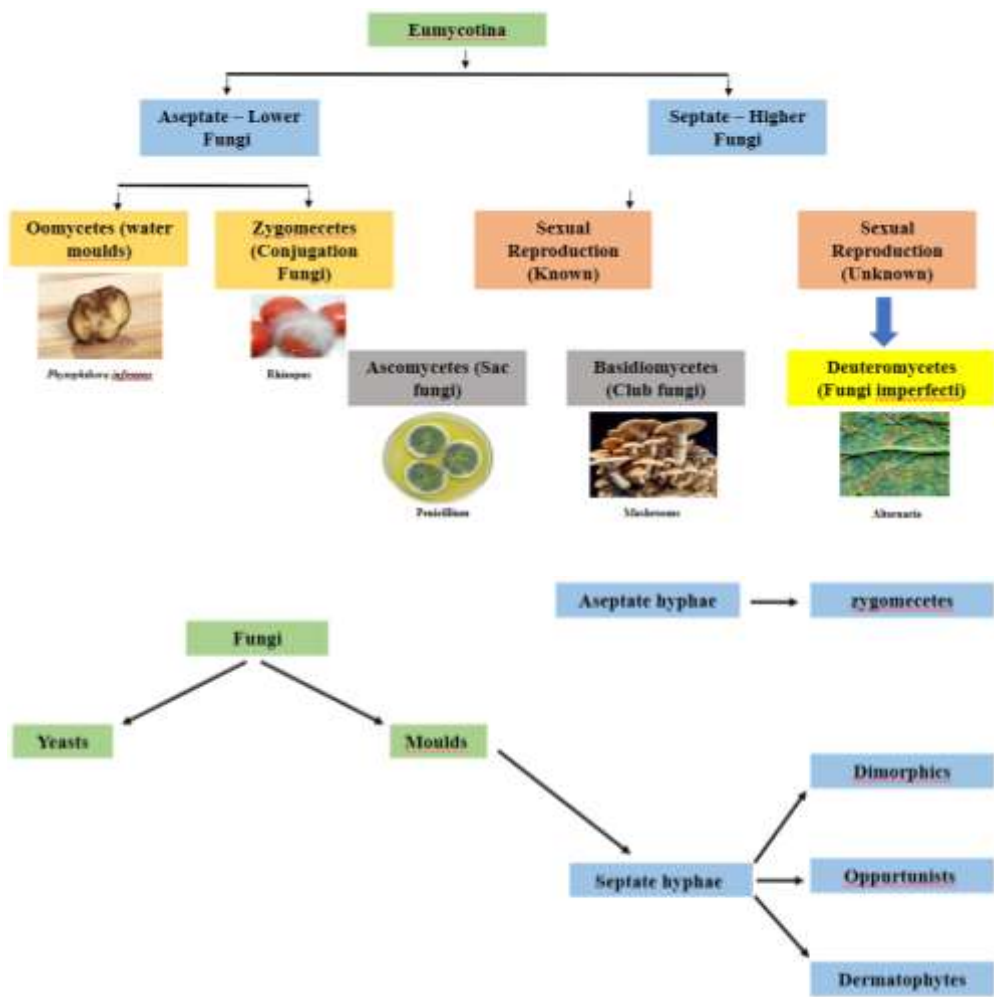 Eumycotina
Aseptate – Lower
Fungi
Septate – Higher
Fungi
Oomycetes (water
moulds)
Zygomecetes
(Conjugation
Fungi)
Sexual
Reproduction
(Known)
Sexual
Reproduction
(Unknown)
Rhizopus
Ascomycetes (Sac
fungi)
Basidiomycetes
(Club fungi)
Deuteromycetes
(Fungi imperfecti)
Penicillium
Mushrooms
Alternaria
Aseptate hyphae
zygomecetes
Fungi
Yeasts
Moulds
Dimorphics
Septate hyphae
Oppurtunists
Dermatophytes